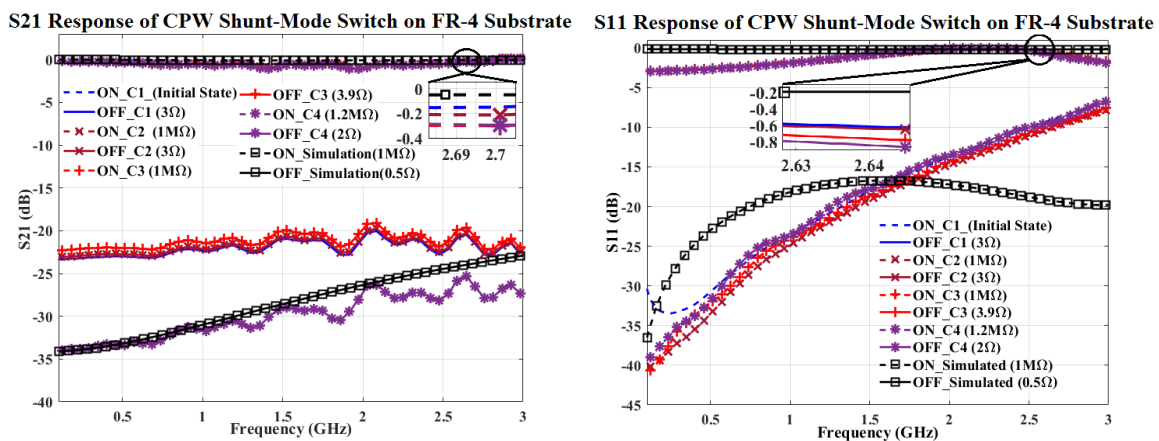 S21 Response of CPW Shunt-Mode Switch on FR-4 Substrate
0
-5
-10
-15
-20
-25
-30
-35
-40
S21 (dB)
ON_C1_(Initial State)
OFF_C1 (3Ω)
ON_C2 (1MΩ)
OFF_C2 (3Ω)
ON_C3 (1MΩ)
OFF_C3 (3.9Ω)
ON_C4 (1.2MΩ)
OFF_C4 (2Ω)
ON_Simulation(1MΩ)
OFF_Simulation(0.5Ω)
0
-0.2
-0.4
2.69 2.7
0.5 1 1.5 2 2.5 3
Frequency (GHz)
S11 Response of CPW Shunt-Mode Switch on FR-4 Substrate
0
-5
-10
-15
-20
-25
-30
-35
-40
-45
S11 (dB)
-0.2
-0.6
-0.8
2.63 2.64
ON_C1_(Initial State)
OFF_C1 (3Ω)
ON_C2 (1MΩ)
OFF_C2 (3Ω)
ON_C3 (1MΩ)
OFF_C3 (3.9Ω)
ON_C4 (1.2MΩ)
OFF_C4 (2Ω)
ON_Simulated (1MΩ)
OFF_Simulated (0.5Ω)
0.5 1 1.5 2 2.5 3
Frequency (GHz)